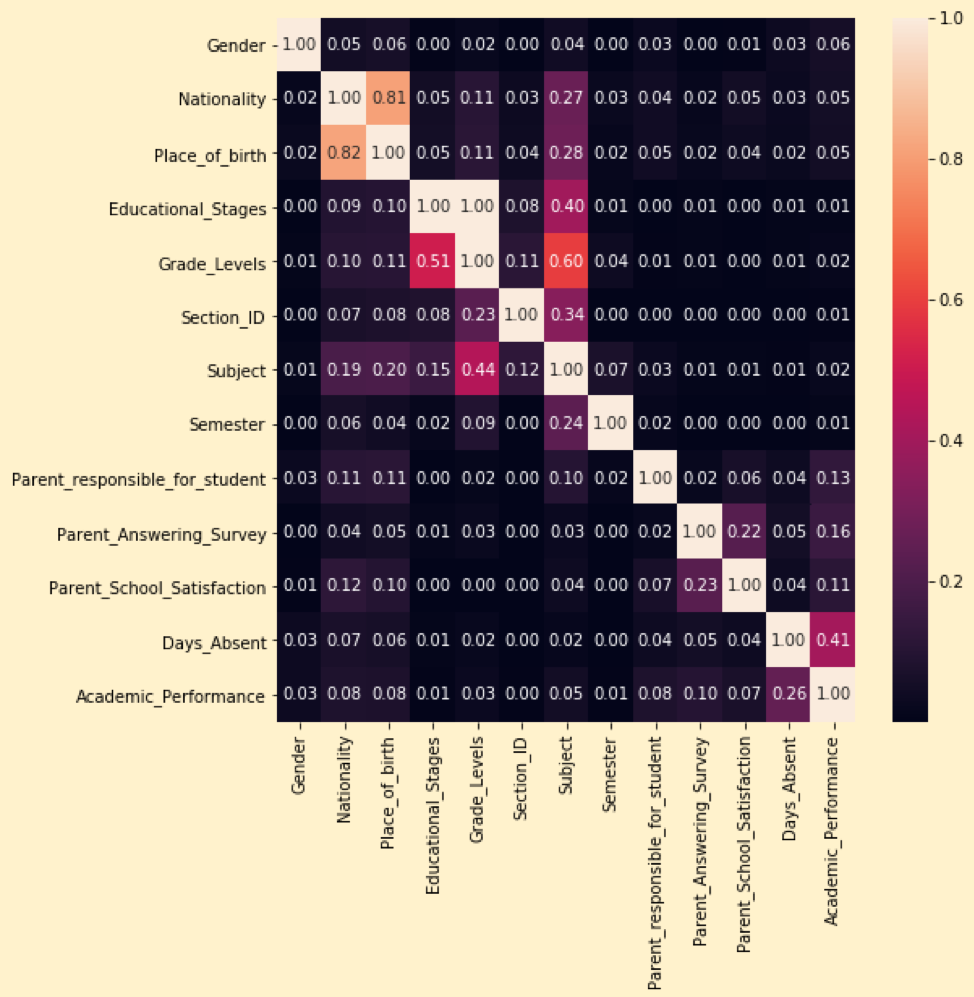 Gender 1.00 0.05 0.06 0.00 0.02 0.00 0.04 0.00 0.03 0.00 0.01 0.03 0.06
Nationality 0.02 1.00 0.81 0.05 0.11 0.03 0.27 0.03 0.04 0.02 0.05 0.03 0.05
Place_of_birth 0.02 0.82 1.00 0.05 0.11 0.04 0.28 0.02 0.05 0.02 0.04 0.02 0.05
Educational_Stages 0.00 0.09 0.10 1.00 1.00 0.08 0.40 0.01 0.00 0.01 0.00 0.01 0.01
Grade_Levels 0.01 0.10 0.11 0.51 1.00 0.11 0.60 0.04 0.01 0.01 0.00 0.01 0.02
Section_ID 0.00 0.07 0.08 0.08 0.23 1.00 0.34 0.00 0.00 0.00 0.00 0.00 0.01
Subject 0.01 0.19 0.20 0.15 0.44 0.12 1.00 0.07 0.03 0.01 0.01 0.01 0.02
Semester 0.00 0.06 0.04 0.02 0.09 0.00 0.24 1.00 0.02 0.00 0.00 0.00 0.01
Parent_responsible_for_student 0.03 0.11 0.11 0.00 0.02 0.00 0.10 0.02 1.00 0.02 0.06 0.04 0.13
Parent_Answering_Survey 0.00 0.04 0.05 0.01 0.03 0.00 0.03 0.00 0.02 1.00 0.22 0.05 0.16
Parent_School_Satisfaction 0.01 0.12 0.10 0.00 0.00 0.00 0.04 0.00 0.07 0.23 1.00 0.04 0.11
Days_Absent 0.03 0.07 0.06 0.01 0.02 0.00 0.02 0.00 0.04 0.05 0.04 1.00 0.41
Academic_Performance 0.03 0.08 0.08 0.01 0.03 0.00 0.05 0.01 0.08 0.10 0.07 0.26 1.00
Gender
Nationality
Place_of_birth
Educational_Stages
Grade_Levels
Section_ID
Subject
Semester
Parent_responsible_for_student
Parent_Answering_Survey
Parent_School_Satisfaction
Days_Absent
Academic_Performance
1.0
0.8
0.6
0.4
0.2